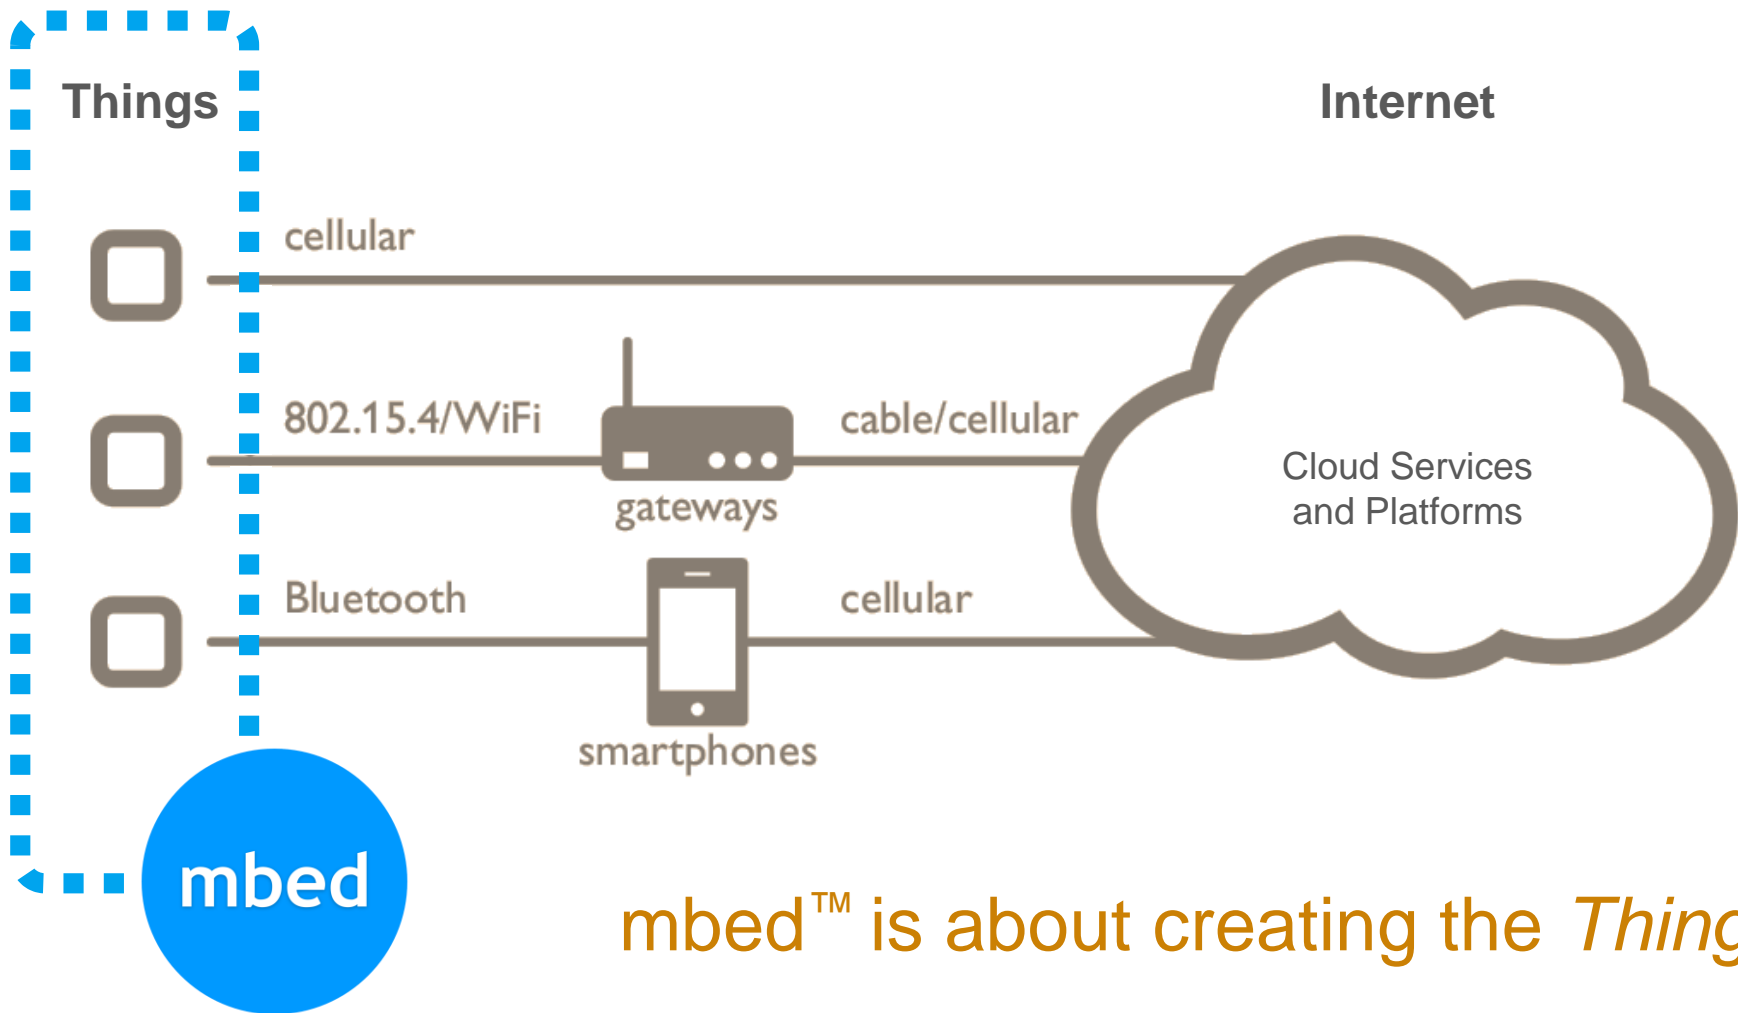 Things
Internet
cellular
802.15.4/WiFi
cable/cellular
gateways
Cloud Services
and Platforms
Bluetooth
cellular
smartphones
mbed
mbed™ is about creating the Thing